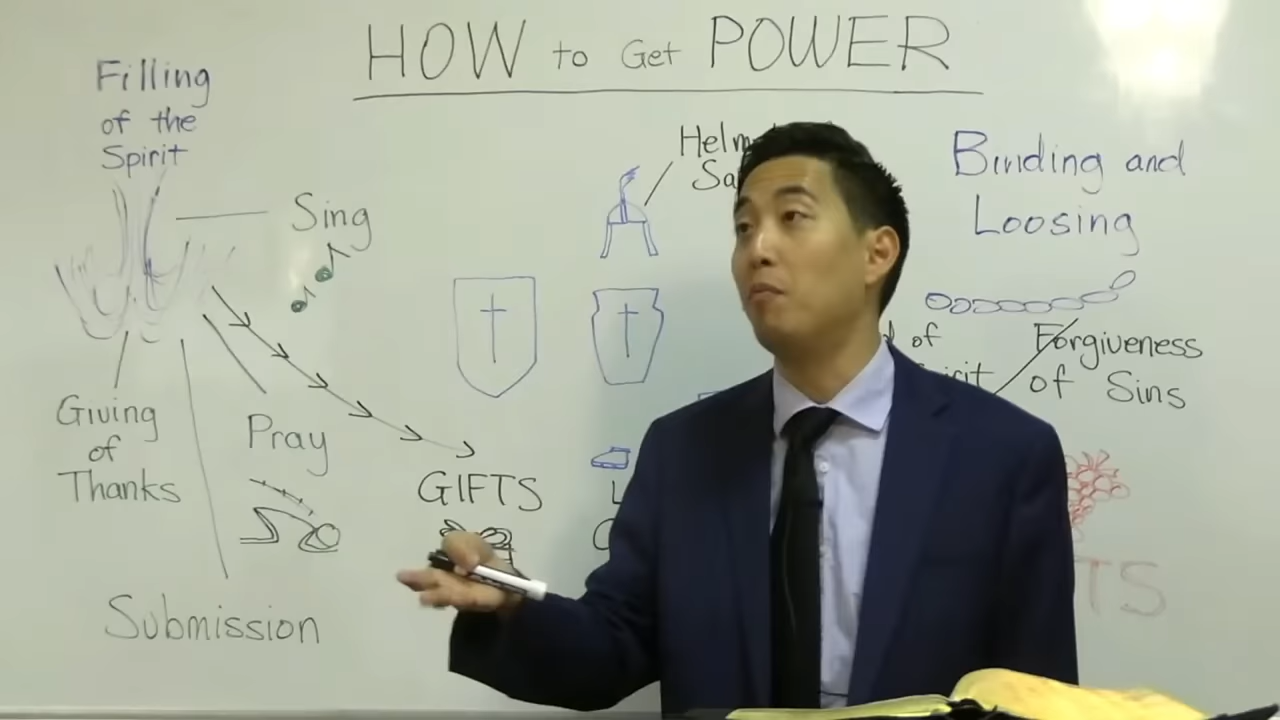 HOW to Get POWER
Filling
of the
Spirit
Sing
Giving
of
Thanks
Pray
Submission
GIFTS
Binding and
Loosing
of
Forgiveness
of Sins